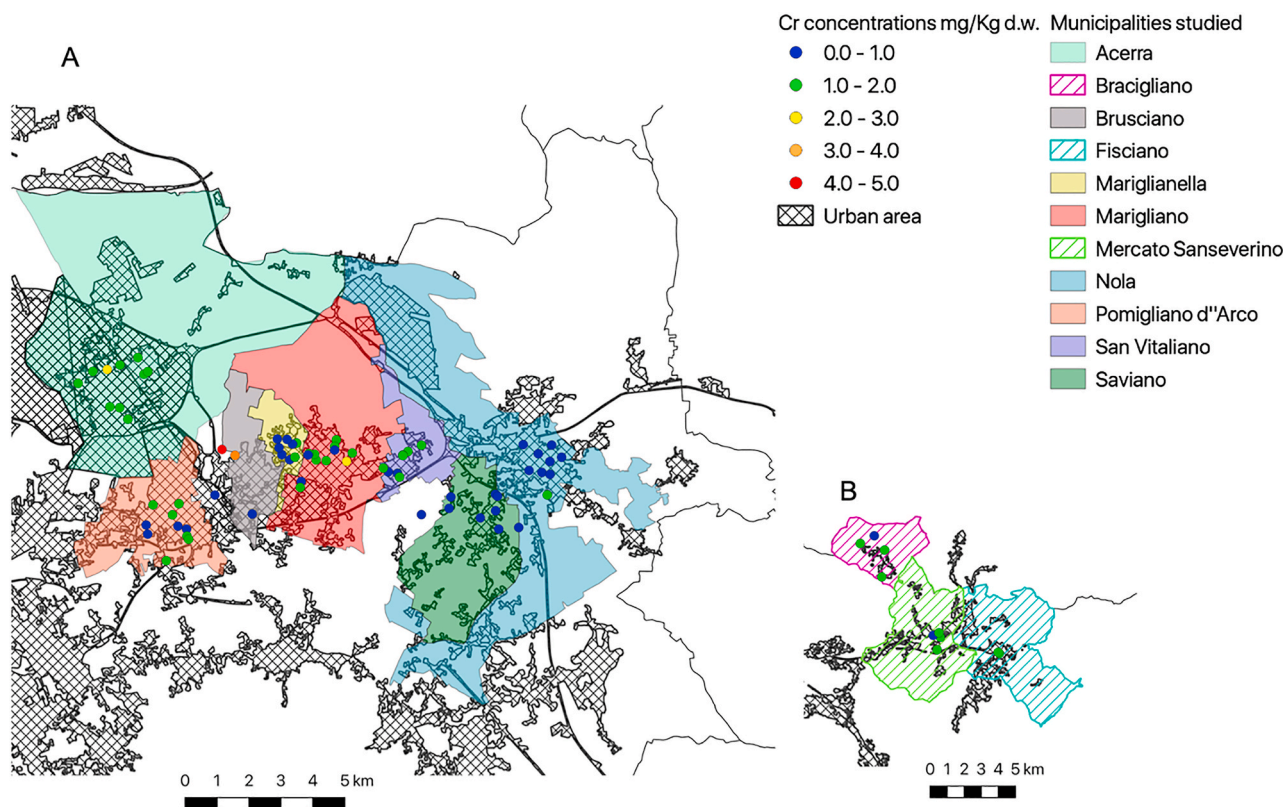 A
Cr concentrations mg/Kg d.w.
0.0 - 1.0
1.0 - 2.0
2.0 - 3.0
3.0 - 4.0
4.0 - 5.0
Urban area
Municipalities studied
Acerra
Bracigliano
Brusciano
Fisciano
Mariglianella
Marigliano
Mercato Sanseverino
Nola
Pomigliano d"Arco
San Vitaliano
Saviano
B
0 1 2 3 4 5 km
0 1 2 3 4 5 km